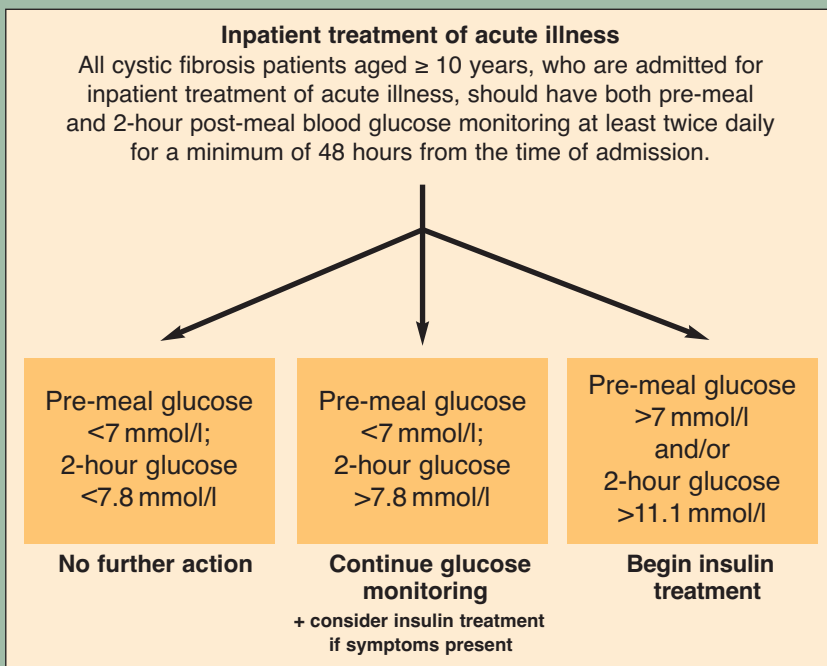 Inpatient treatment of acute illness
All cystic fibrosis patients aged ≥ 10 years, who are admitted for
inpatient treatment of acute illness, should have both pre-meal
and 2-hour post-meal blood glucose monitoring at least twice daily
for a minimum of 48 hours from the time of admission.
Pre-meal glucose
<7 mmol/l;
2-hour glucose
<7.8 mmol/l
No further action
Pre-meal glucose
<7 mmol/l;
2-hour glucose
>7.8 mmol/l
Continue glucose
monitoring
+ consider insulin treatment
if symptoms present
Pre-meal glucose
>7 mmol/l
and/or
2-hour glucose
>11.1 mmol/l
Begin insulin
treatment